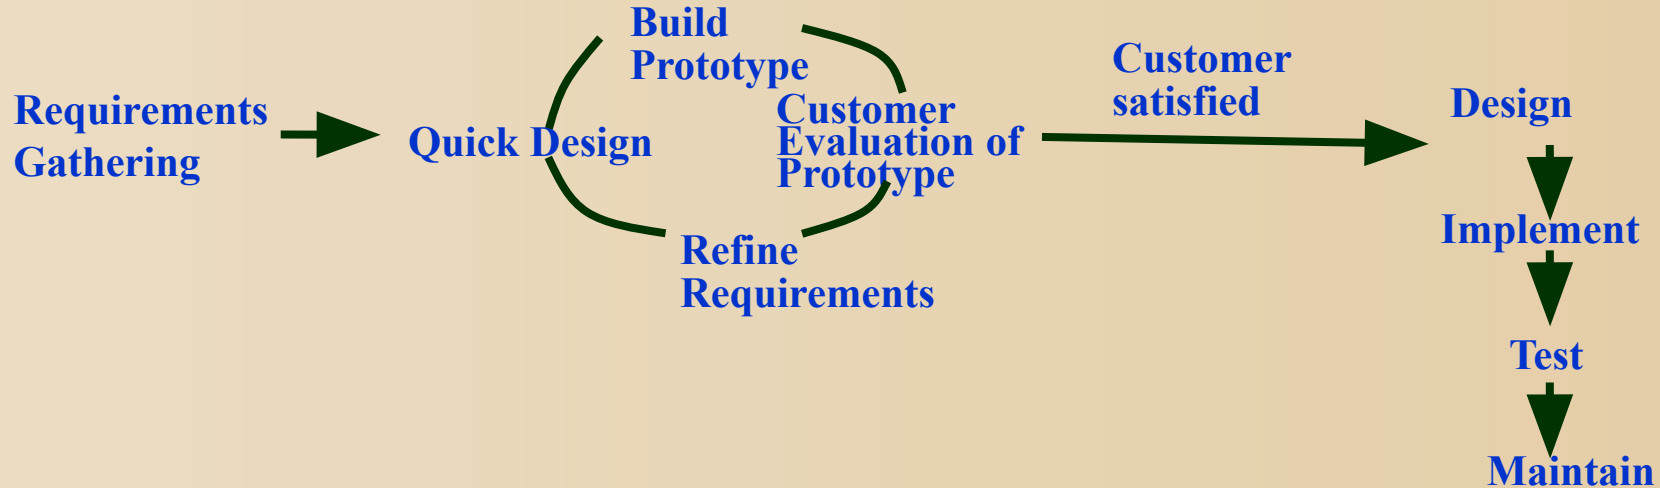 Requirements
Gathering
Quick Design
Build
Prototype
Customer
Evaluation of
Prototype
Refine
Requirements
Customer
satisfied
Design
Implement
Test
Maintain